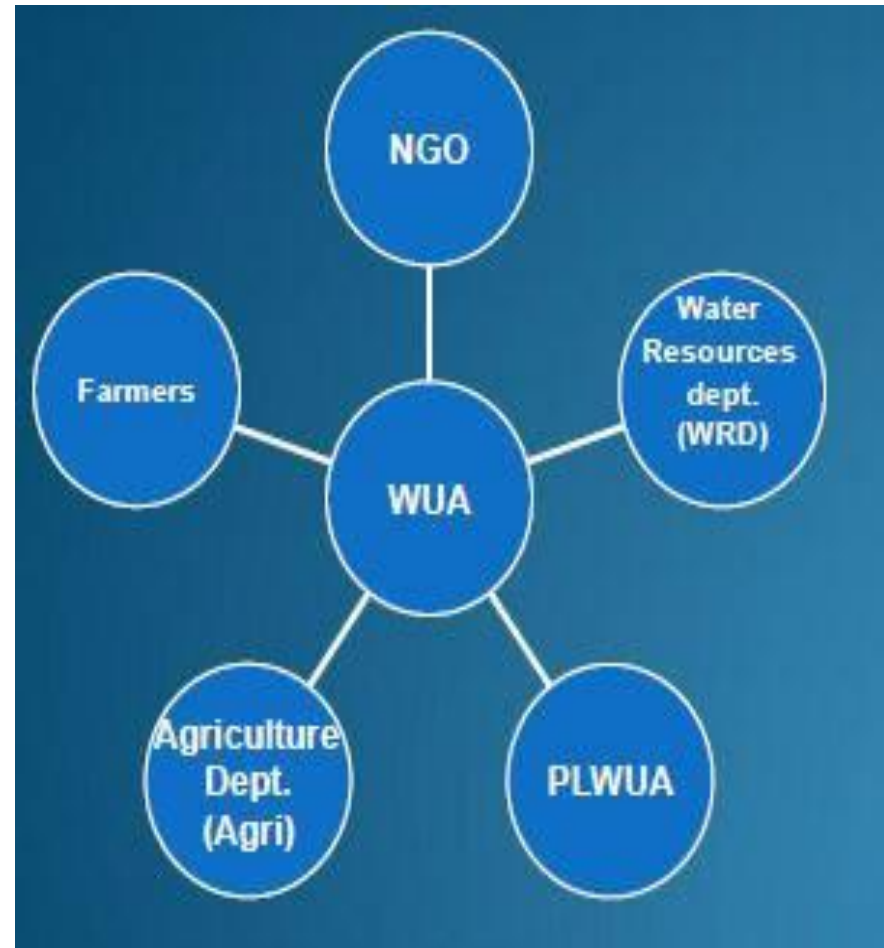 NGO
Farmers
Water
Resources
dept.
(WRD)
WUA
Agriculture
Dept.
(Agri)
PLWUA